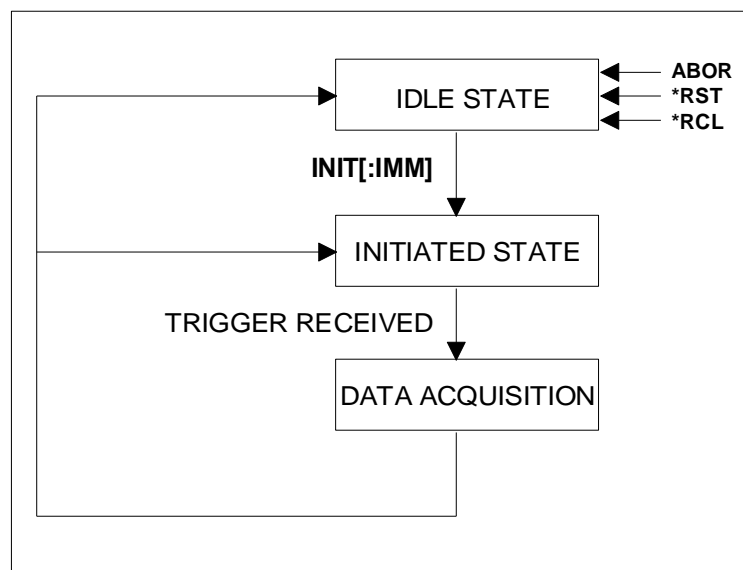 ABOR
IDLE STATE
*RST
*RCL
INIT[:IMM]
INITIATED STATE
TRIGGER RECEIVED
DATA ACQUISITION